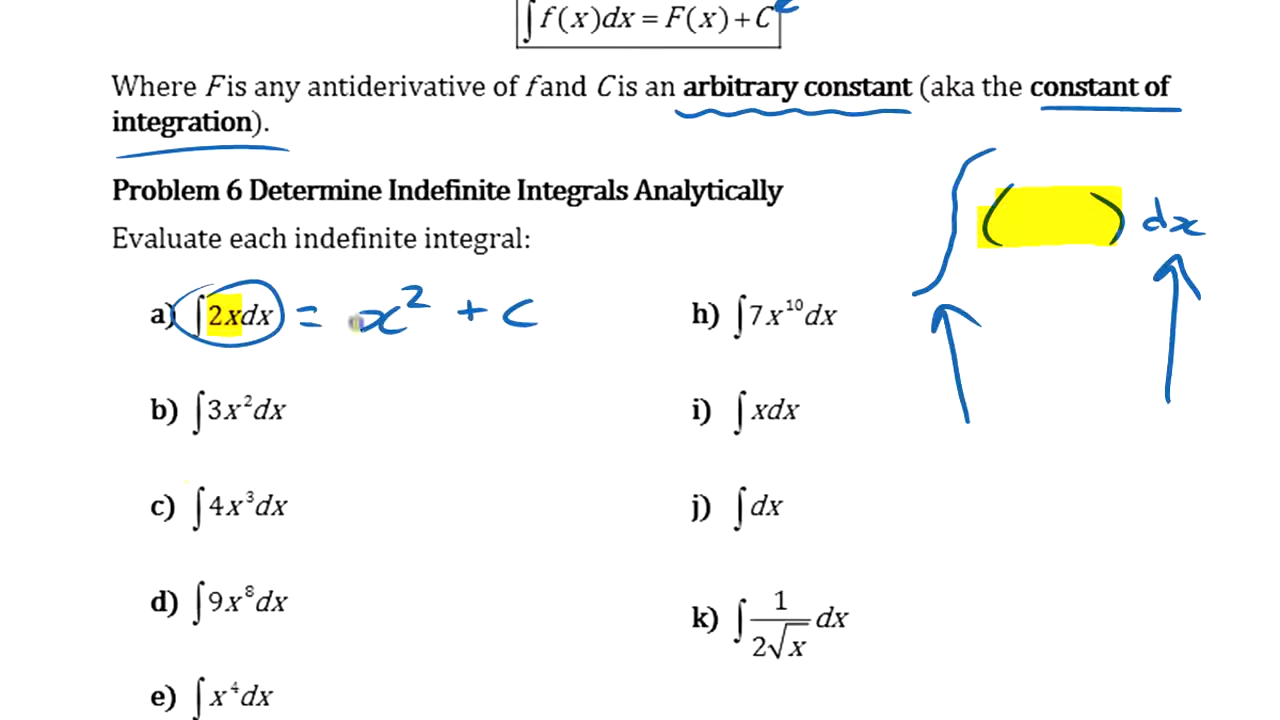 ∫f(x)dx = F(x)+C
Where F is any antiderivative of f and C is an arbitrary constant (aka the constant of
integration).
Problem 6 Determine Indefinite Integrals Analytically
Evaluate each indefinite integral:
∫( ) dx
a) ∫2xdx = x² + C
b) ∫3x²dx
c) ∫4x³dx
d) ∫9x⁸dx
e) ∫x⁴dx
h) ∫7x¹⁰dx
i) ∫xdx
j) ∫dx
k) ∫1/(2√x) dx